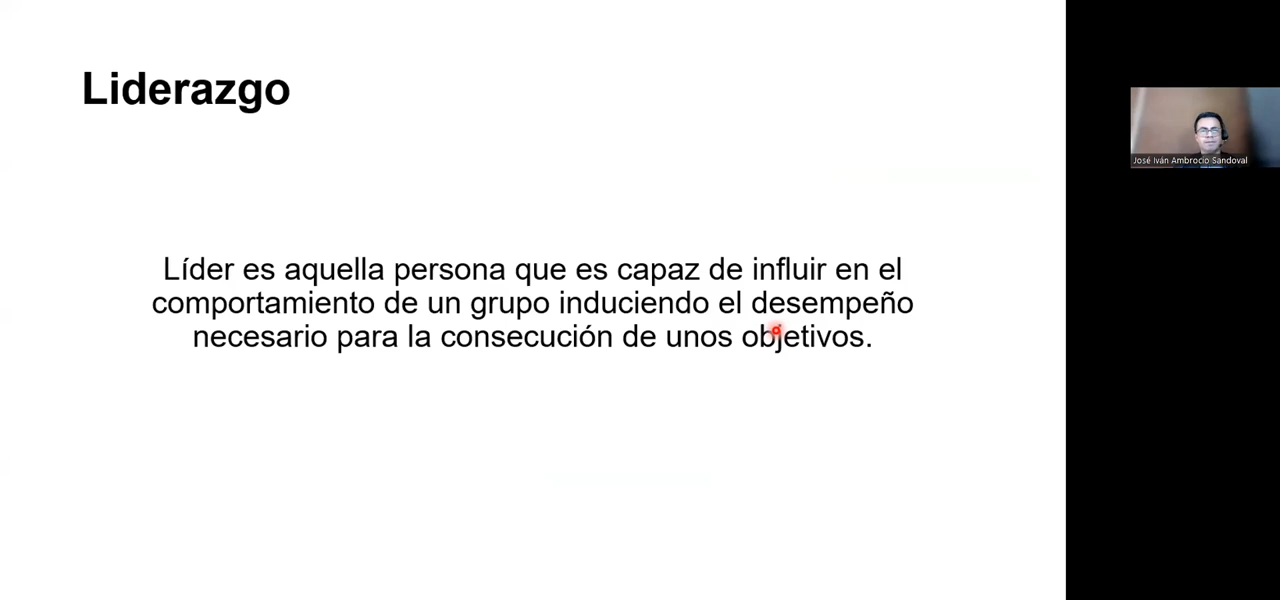 Liderazgo
Líder es aquella persona que es capaz de influir en el
comportamiento de un grupo induciendo el desempeño
necesario para la consecución de unos objetivos.
José Iván Ambrocio Sandoval